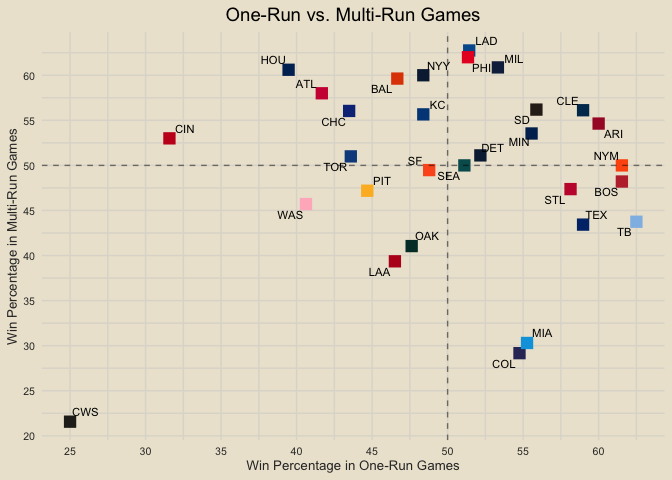 One-Run vs. Multi-Run Games
Win Percentage in Multi-Run Games
60
55
50
45
40
35
30
25
20
LAD
HOU
NYY
PHI
MIL
ATL
BAL
CLE
KC
SD
CHC
CIN
MIN
ARI
DET
NYM
TOR
SF
SEA
PIT
BOS
STL
WAS
TEX
TB
OAK
LAA
MIA
COL
CWS
25
35
45
50
55
60
Win Percentage in One-Run Games